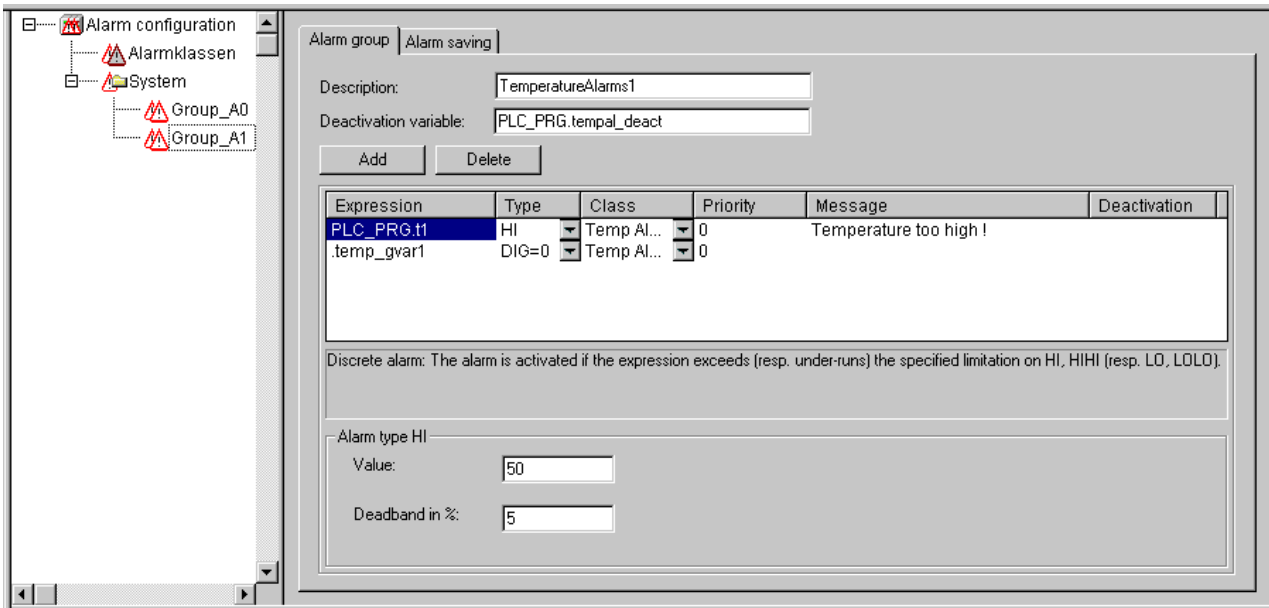 Alarm configuration
Alarmklassen
System
Group_A0
Group_A1
Alarm group
Alarm saving
Description:
TemperatureAlarms1
Deactivation variable:
PLC_PRG.tempal_deact
Add
Delete
Expression Type Class Priority Message Deactivation
PLC_PRG.t1 HI Temp Al... 0 Temperature too high !
.temp_gvar1 DIG=0 Temp Al... 0
Discrete alarm: The alarm is activated if the expression exceeds (resp. under-runs) the specified limitation on HI, HIHI (resp. LO, LOLO).
Alarm type HI
Value:
50
Deadband in %:
5